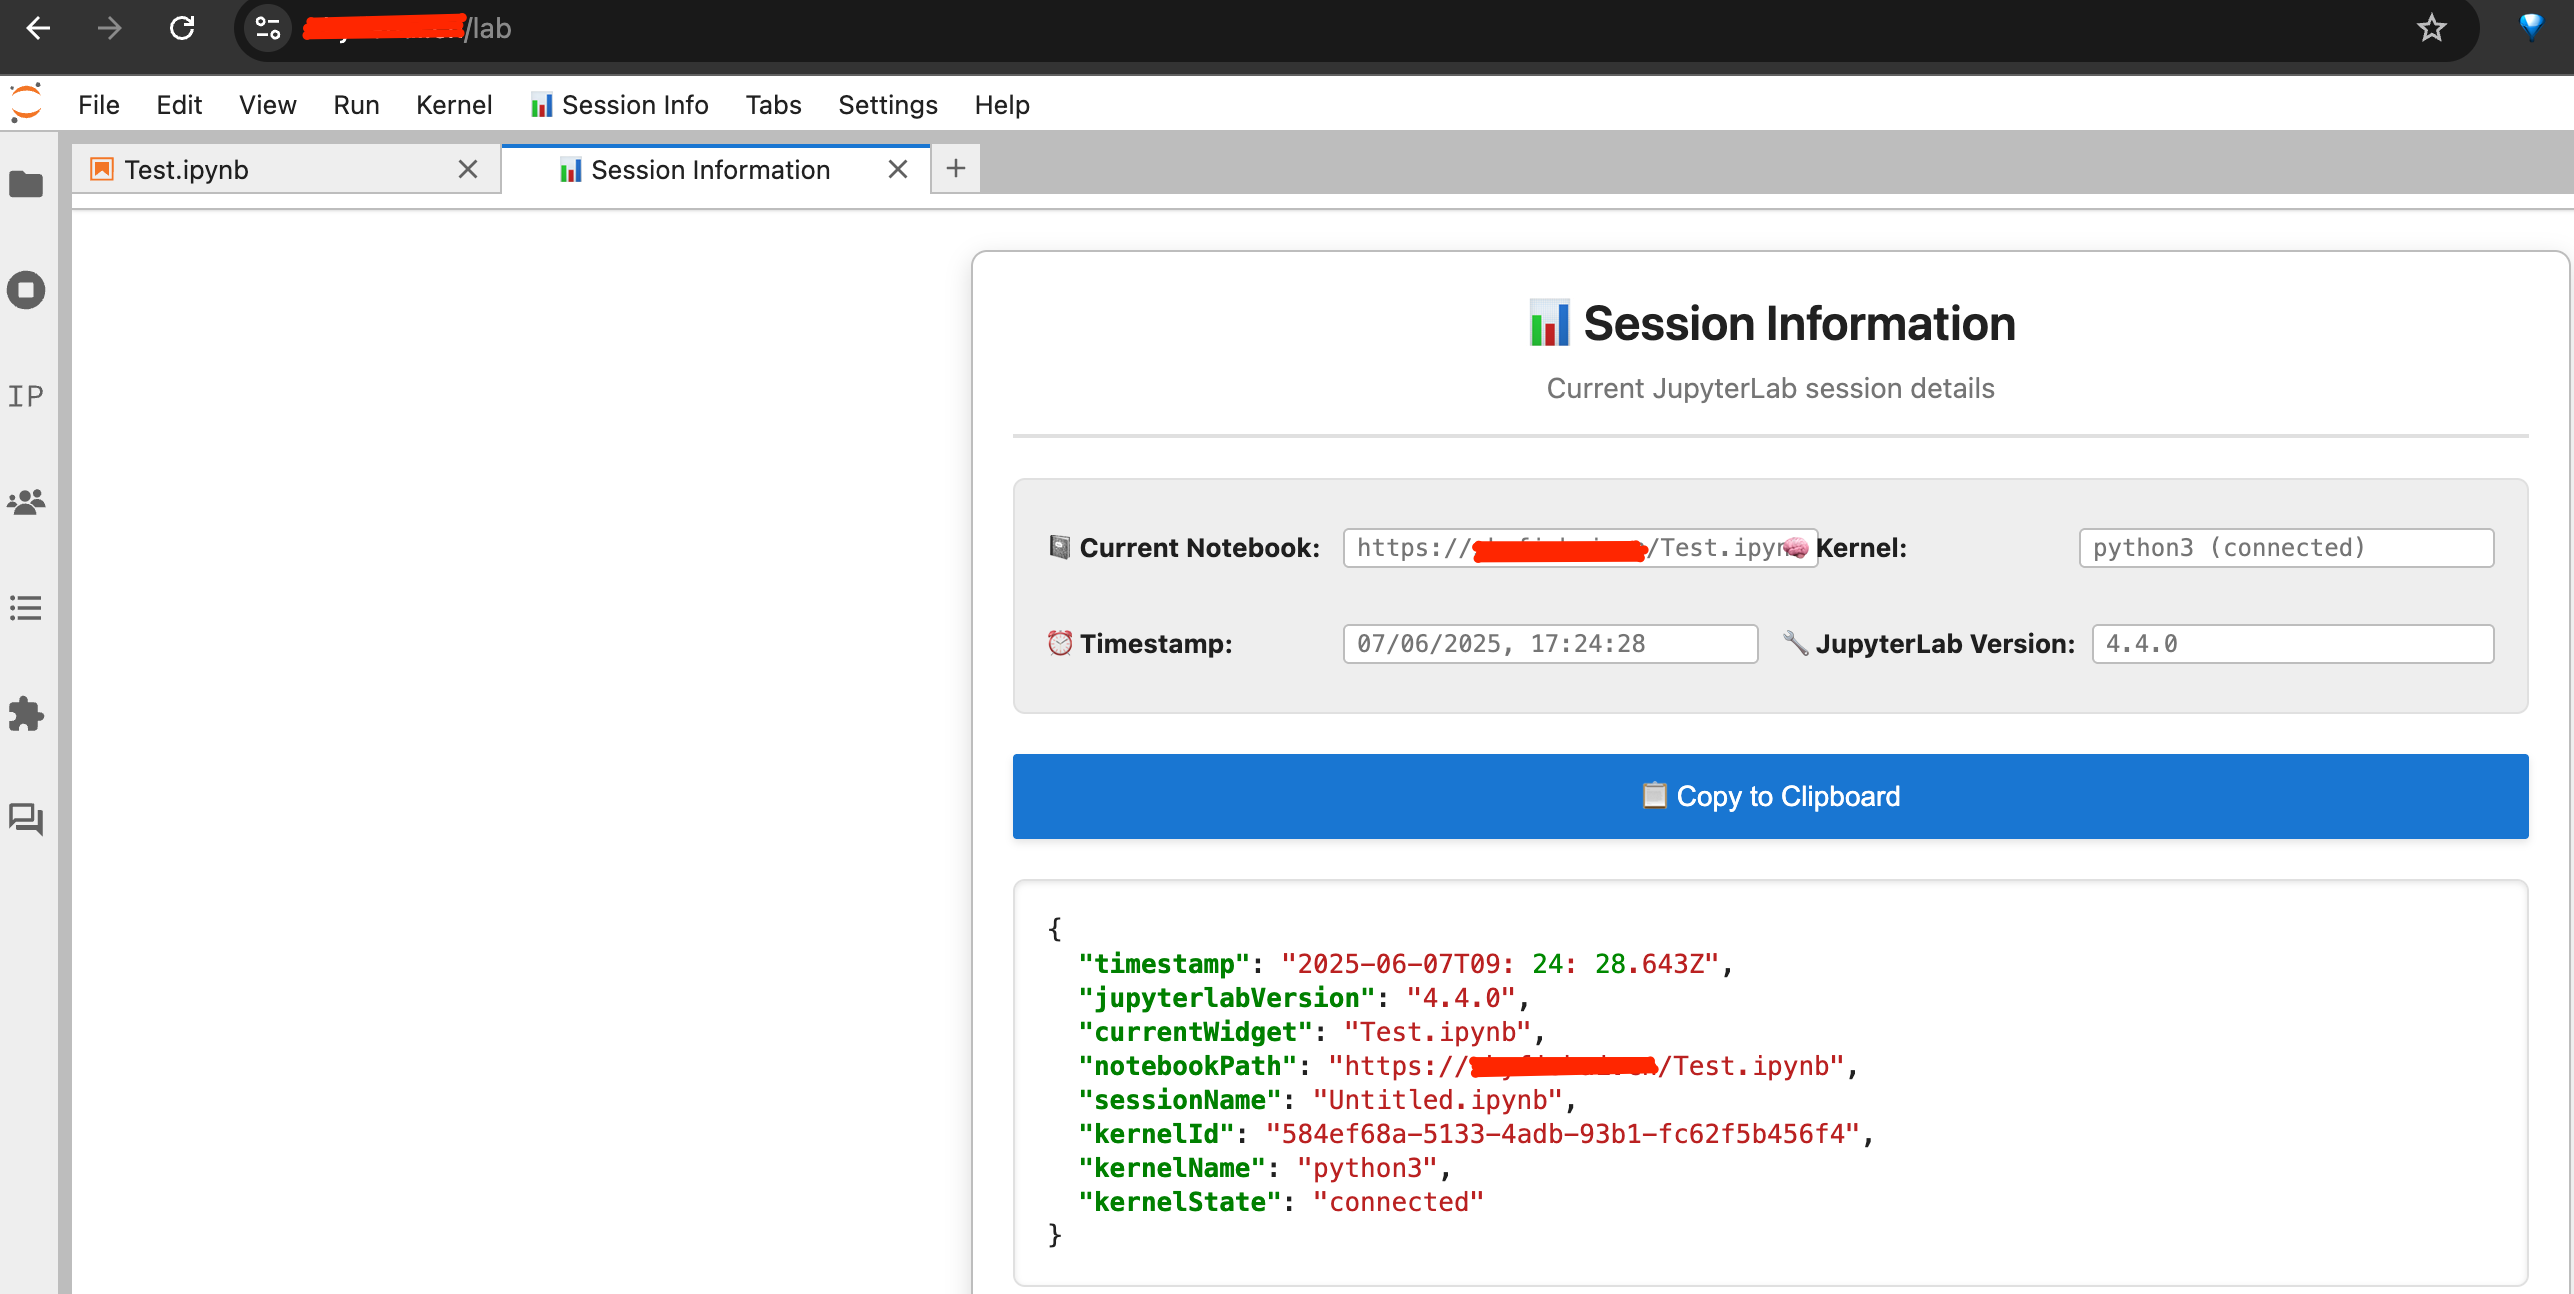 /lab
File Edit View Run Kernel Session Info Tabs Settings Help
Test.ipynb Session Information
IP
Session Information
Current JupyterLab session details
Current Notebook: https:// /Test.ipyn Kernel: python3 (connected)
Timestamp: 07/06/2025, 17:24:28 JupyterLab Version: 4.4.0
Copy to Clipboard
{
"timestamp": "2025-06-07T09: 24: 28.643Z",
"jupyterlabVersion": "4.4.0",
"currentWidget": "Test.ipynb",
"notebookPath": "https:// /Test.ipynb",
"sessionName": "Untitled.ipynb",
"kernelId": "584ef68a-5133-4adb-93b1-fc62f5b456f4",
"kernelName": "python3",
"kernelState": "connected"
}